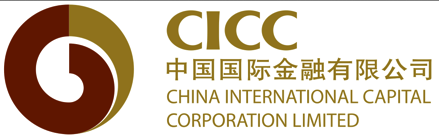 CICC
中国国际金融有限公司
CHINA INTERNATIONAL CAPITAL
CORPORATION LIMITED